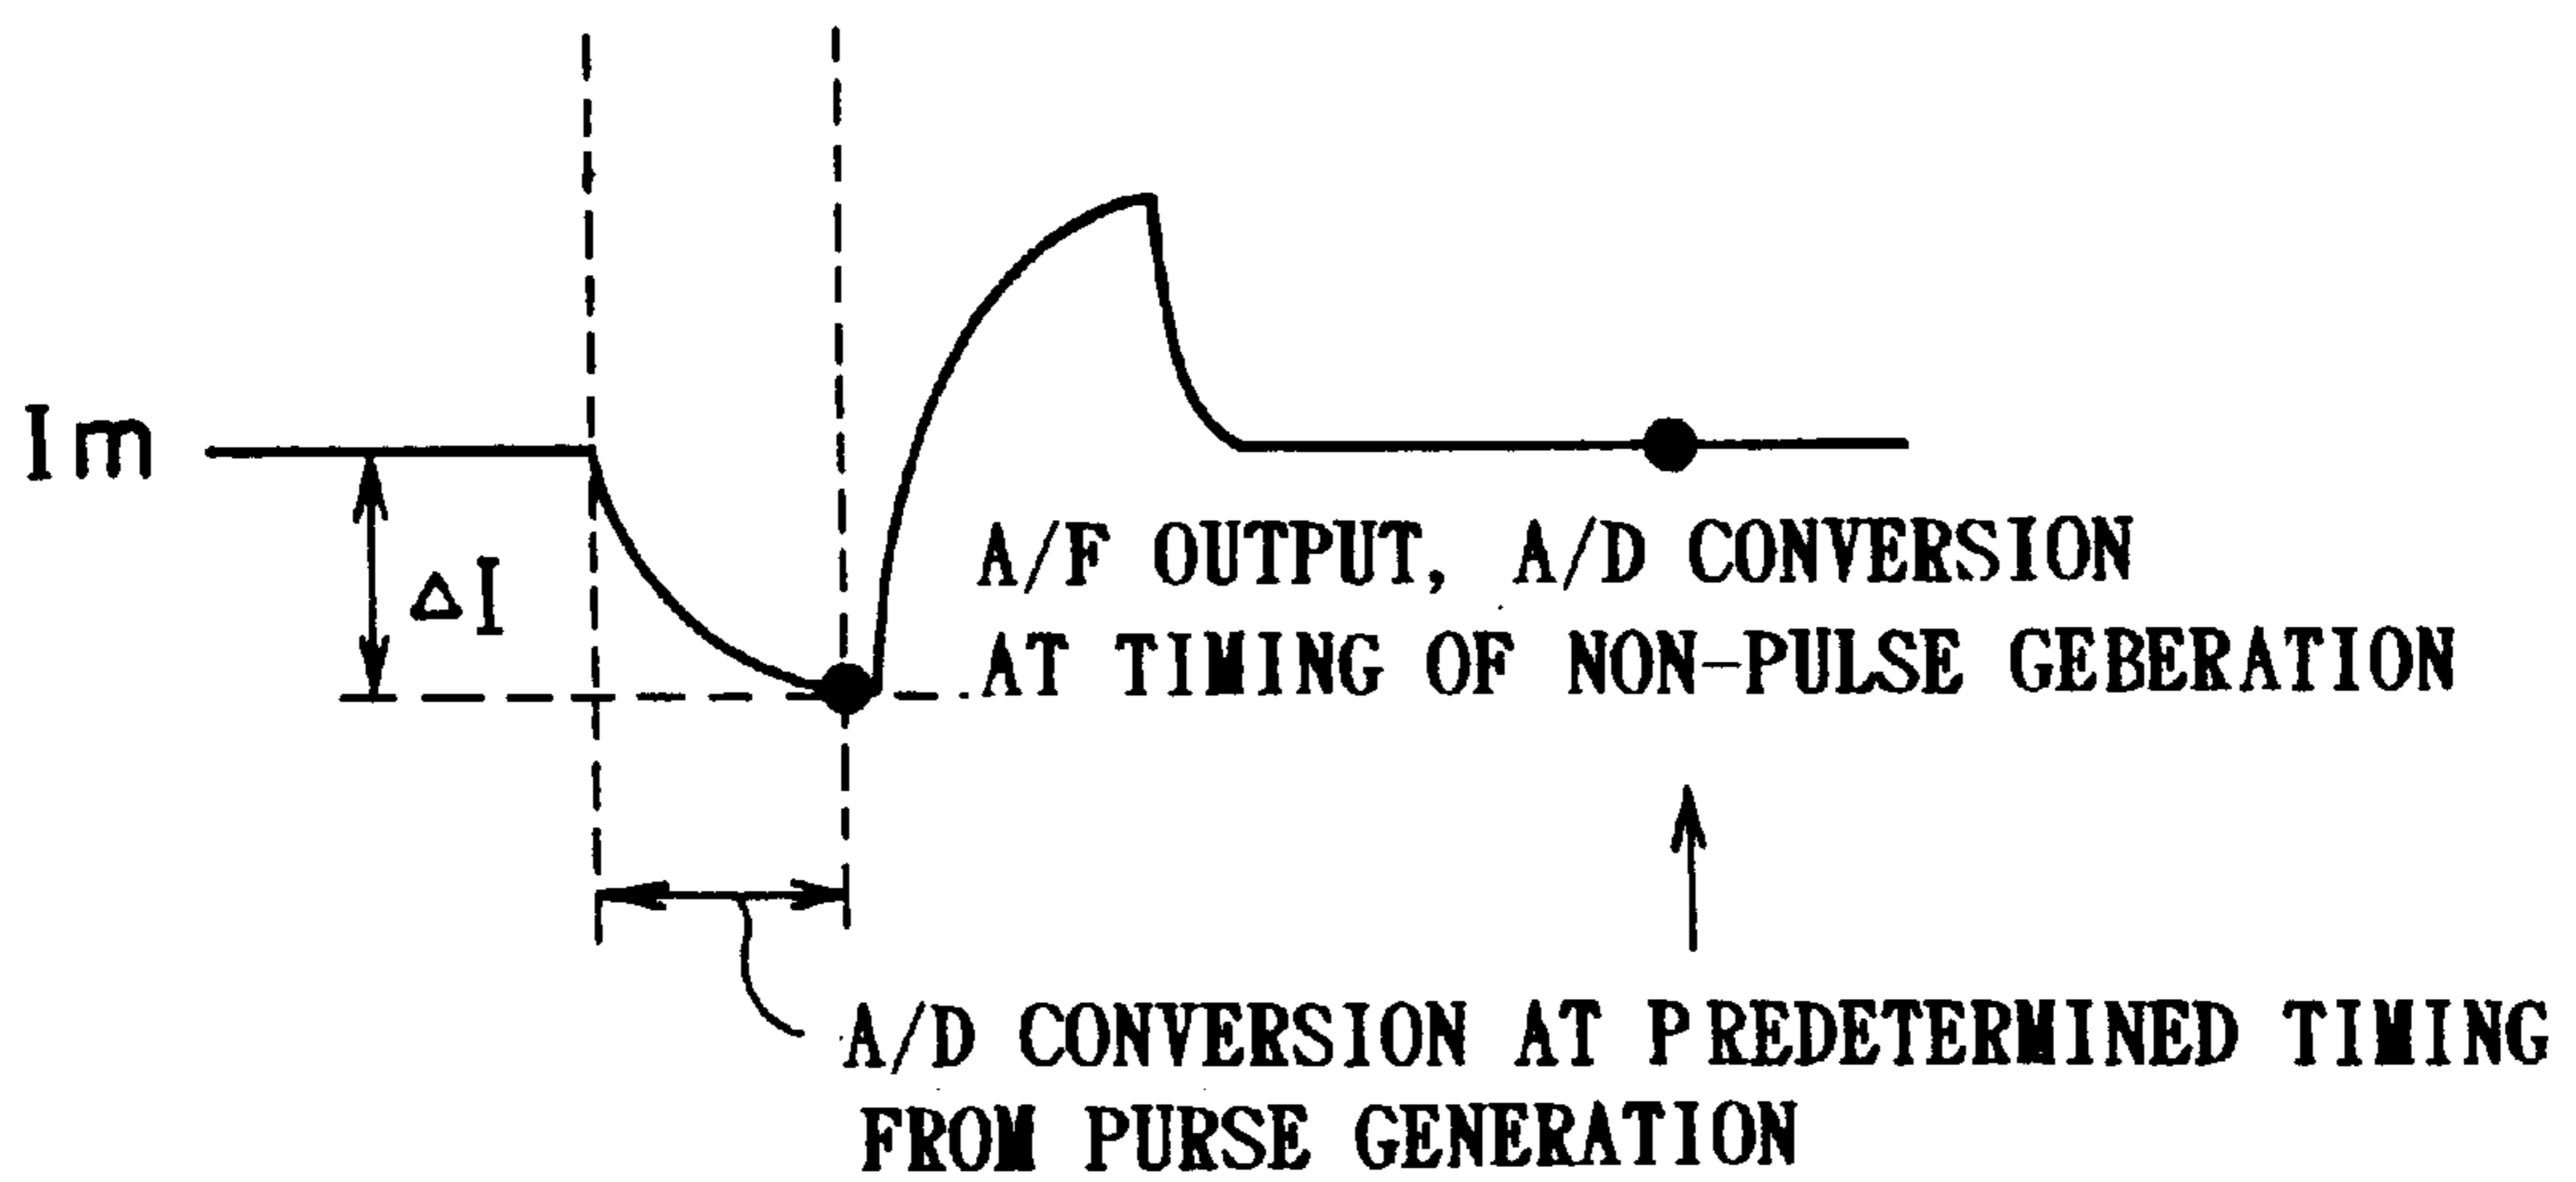 Im
ΔI
A/F OUTPUT, A/D CONVERSION
AT TIMING OF NON-PULSE GEBERATION
A/D CONVERSION AT PREDETERMINED TIMING
FROM PURSE GENERATION